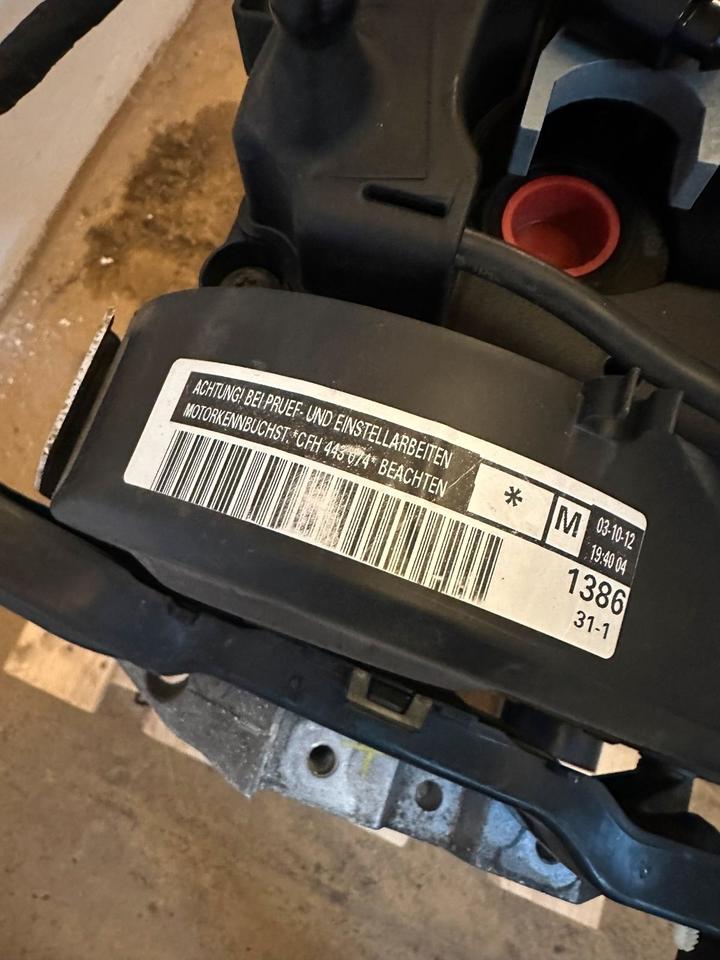 ACHTUNG! BEI PRUEF- UND EINSTELLARBEITEN
MOTORKENNBUCHST. *CFH 443 074* BEACHTEN
*
M
03-10-12
19:40 04
1386
31-1